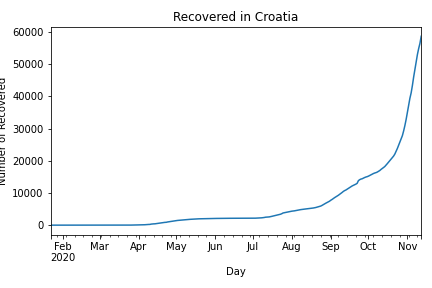 Recovered in Croatia
60000
50000
40000
30000
20000
10000
0
Number of Recovered
Feb Mar Apr May Jun Jul Aug Sep Oct Nov
2020
Day